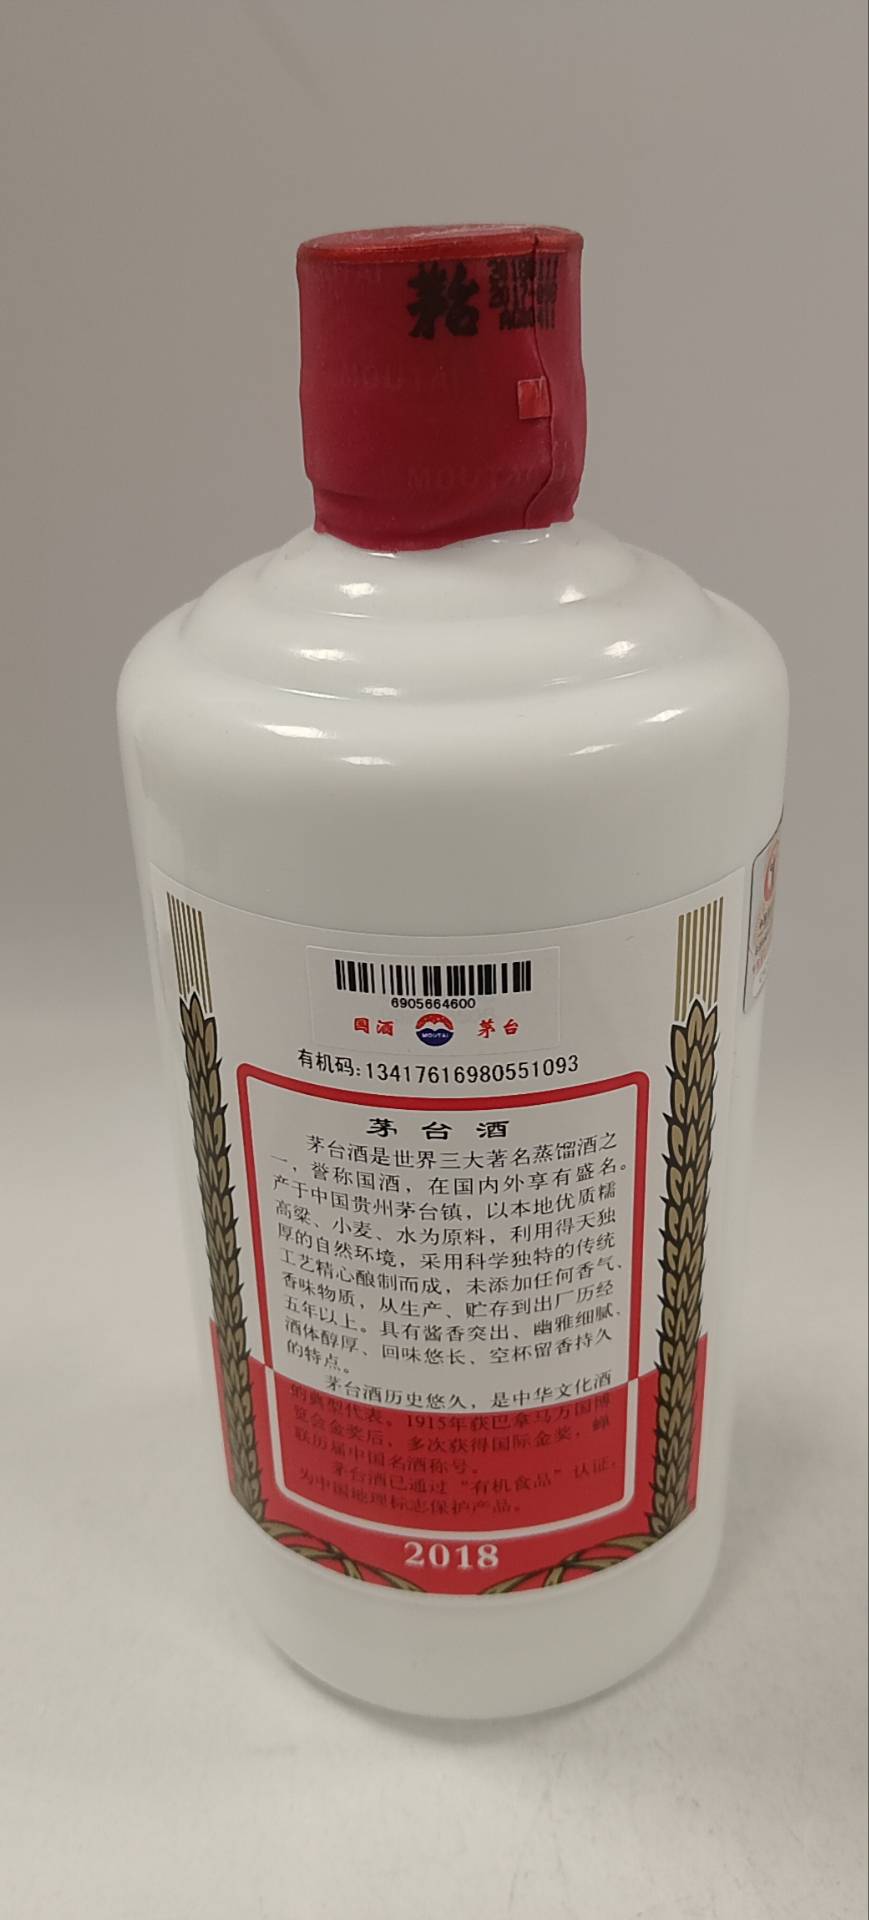 茅台
MOUTAI
MOUTAI
6905664600
国酒 MOUTAI 茅台
有机码:13417616980551093
茅台酒
茅台酒是世界三大著名蒸馏酒之
一，誉称国酒，在国内外享有盛名。
产于中国贵州茅台镇，以本地优质糯
高粱、小麦、水为原料，利用得天独
厚的自然环境，采用科学独特的传统
工艺精心酿制而成，未添加任何香气、
香味物质，从生产、贮存到出厂历经
五年以上。具有酱香突出、幽雅细腻、
酒体醇厚、回味悠长、空杯留香持久
的特点。
茅台酒历史悠久，是中华文化酒
的典型代表。1915年获巴拿马万国博
览会金奖后，多次获得国际金奖，蝉
联历届中国名酒称号。
茅台酒已通过“有机食品”认证，
为中国地理标志保护产品。
2018